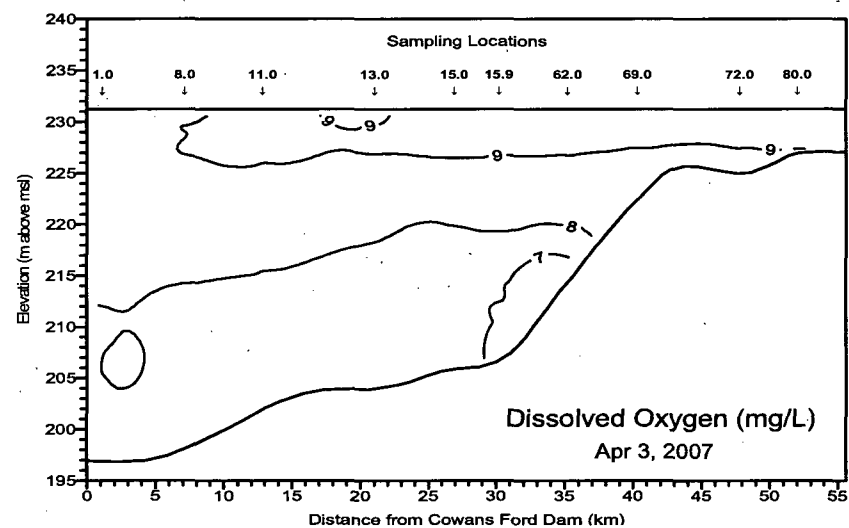 240
Sampling Locations
235
1.0 8.0 11.0 13.0 15.0 15.9 62.0 69.0 72.0 80.0
230
9 9
9 9
225
220
8
7
215
210
205
200
195
Elevation (m above msl)
Dissolved Oxygen (mg/L)
Apr 3, 2007
0 5 10 15 20 25 30 35 40 45 50 55
Distance from Cowans Ford Dam (km)